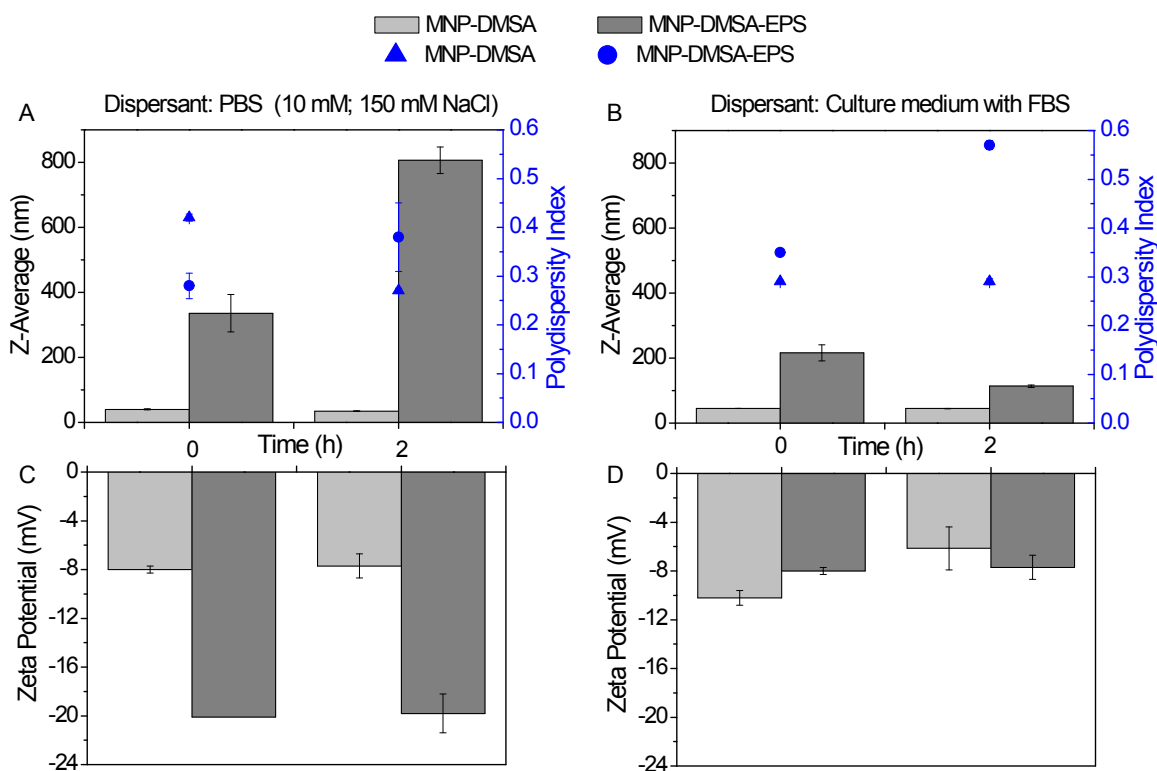 MNP-DMSA MNP-DMSA-EPS
MNP-DMSA MNP-DMSA-EPS
A Dispersant: PBS (10 mM; 150 mM NaCl)
Z-Average (nm)
800
600
400
200
0
0.6
0.5
0.4
0.3
0.2
0.1
0.0
Polydispersity Index
0 Time (h) 2
B Dispersant: Culture medium with FBS
Z-Average (nm)
800
600
400
200
0
0.6
0.5
0.4
0.3
0.2
0.1
0.0
Polydispersity Index
0 Time (h) 2
C
Zeta Potential (mV)
0
-4
-8
-12
-16
-20
-24
D
Zeta Potential (mV)
0
-4
-8
-12
-16
-20
-24